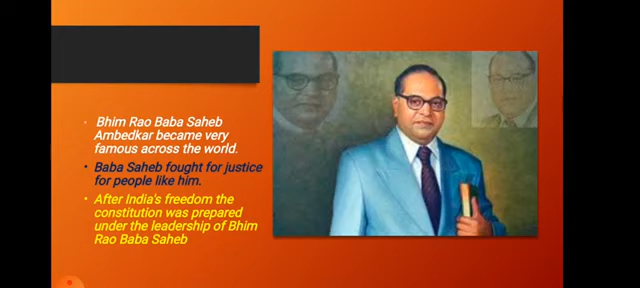 Bhim Rao Baba Saheb
Ambedkar became very
famous across the world.
Baba Saheb fought for justice
for people like him.
After India's freedom the
constitution was prepared
under the leadership of Bhim
Rao Baba Saheb